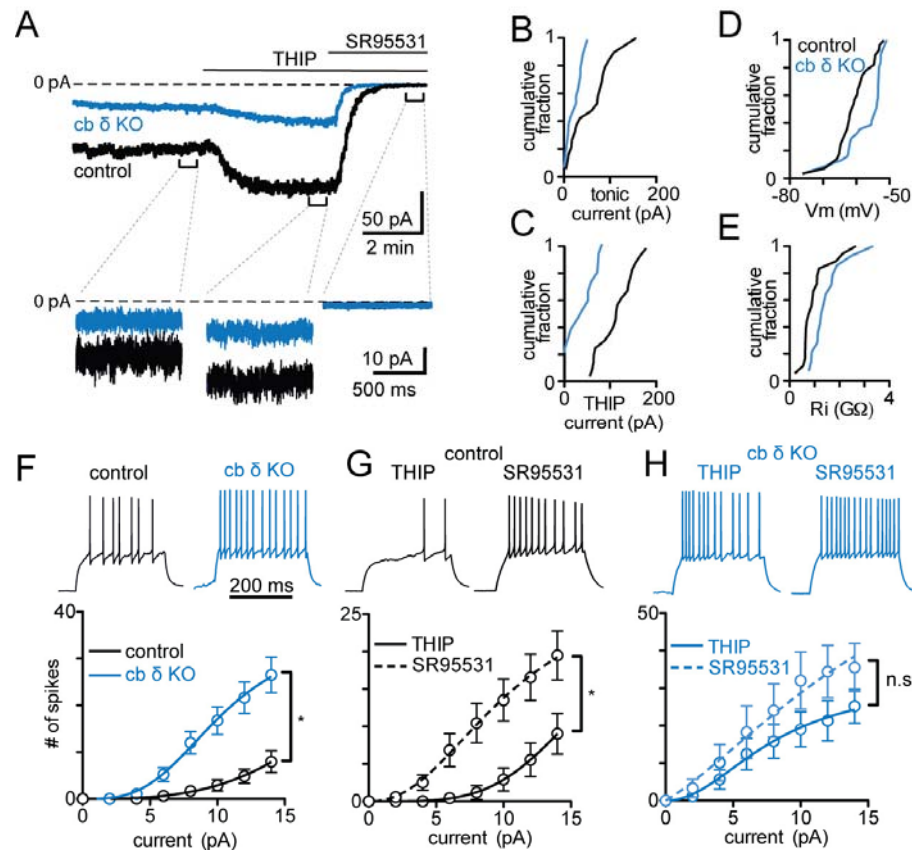 A
SR95531
THIP
0 pA
cb δ KO
control
50 pA
2 min
0 pA
10 pA
500 ms
B
cumulative
fraction
1
0
0
200
tonic
current (pA)
C
cumulative
fraction
1
0
0
200
THIP
current (pA)
D
control
cb δ KO
cumulative
fraction
1
0
-80
-50
Vm (mV)
E
cumulative
fraction
1
0
0
4
Ri (GΩ)
F
control
cb δ KO
200 ms
40
control
cb δ KO
# of spikes
*
0
0 5 10 15
current (pA)
G
control
THIP
SR95531
25
THIP
SR95531
*
0
0 5 10 15
current (pA)
H
cb δ KO
THIP
SR95531
50
THIP
SR95531
n.s
0
0 5 10 15
current (pA)